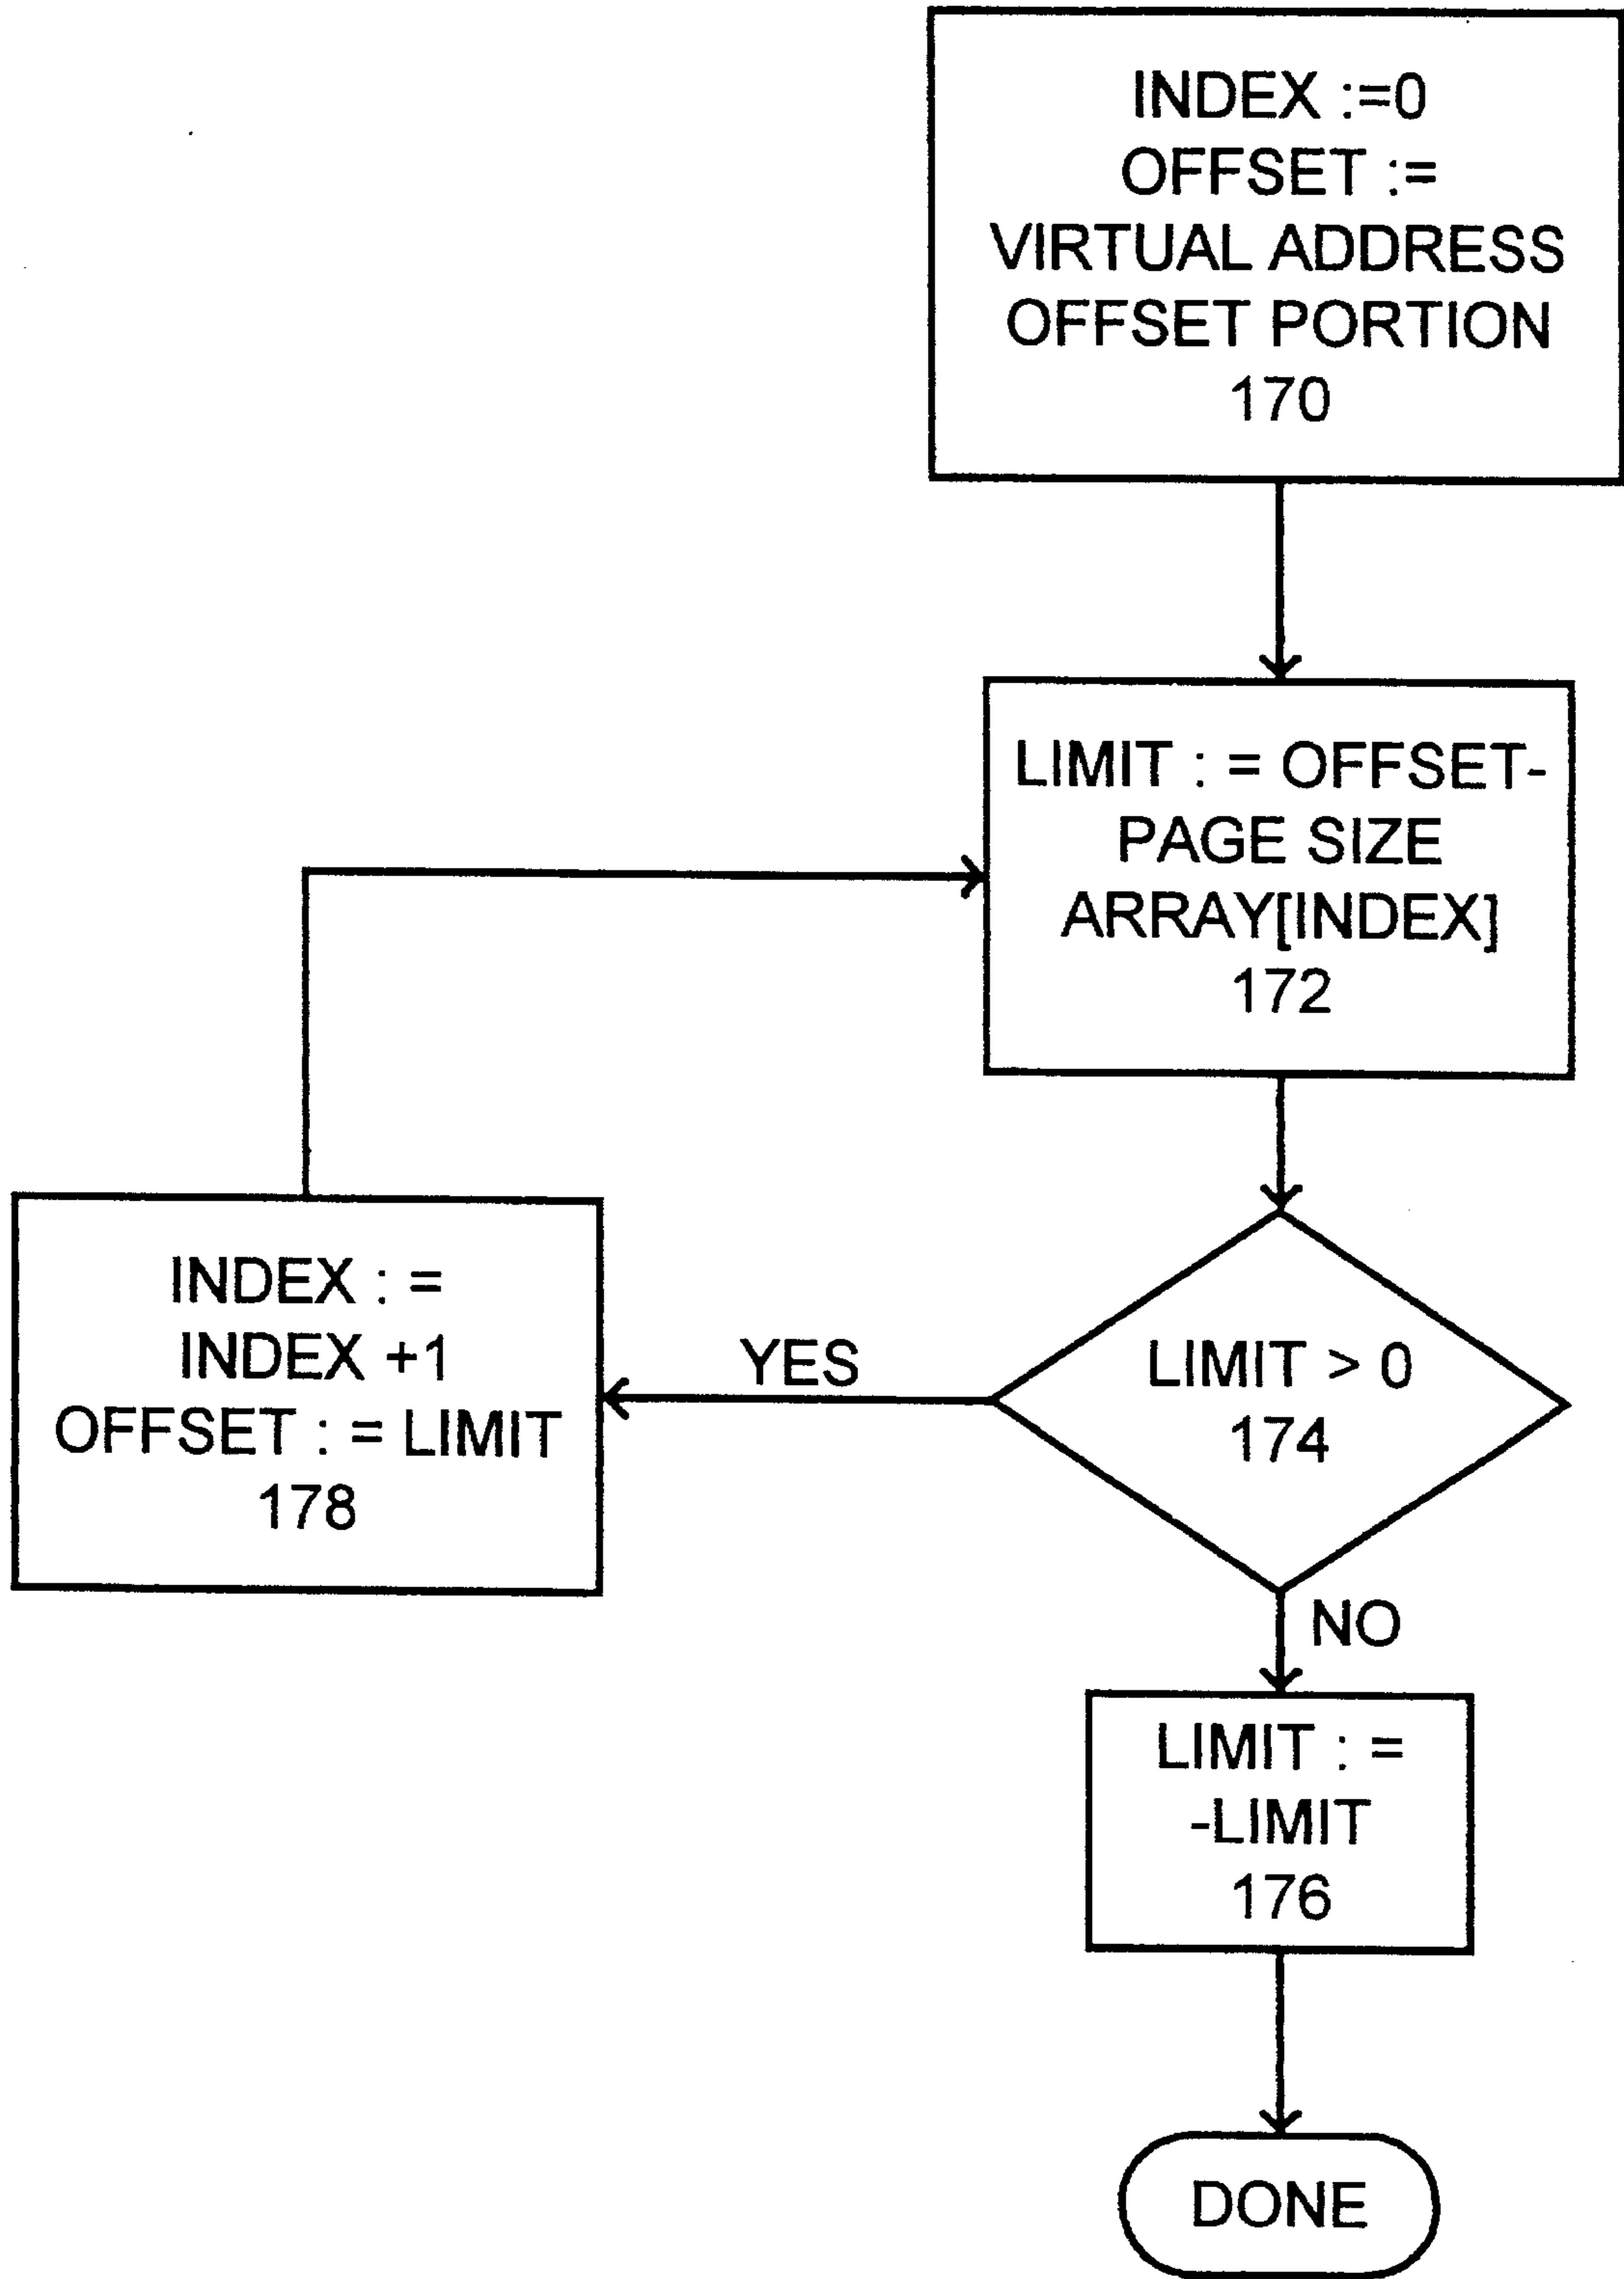 INDEX :=0
OFFSET :=
VIRTUAL ADDRESS
OFFSET PORTION
170
LIMIT : = OFFSET-
PAGE SIZE
ARRAY[INDEX]
172
LIMIT > 0
174
YES
INDEX : =
INDEX +1
OFFSET : = LIMIT
178
NO
LIMIT : =
-LIMIT
176
DONE